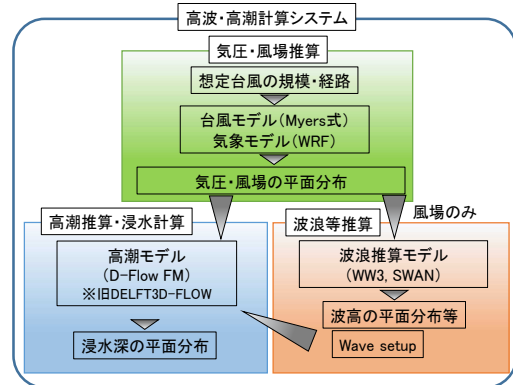 高波・高潮計算システム
気圧・風場推算
想定台風の規模・経路
台風モデル(Myers式)
気象モデル(WRF)
気圧・風場の平面分布
高潮推算・浸水計算
波浪等推算
風場のみ
高潮モデル
(D-Flow FM)
※旧DELFT3D-FLOW
浸水深の平面分布
波浪推算モデル
(WW3, SWAN)
波高の平面分布等
Wave setup